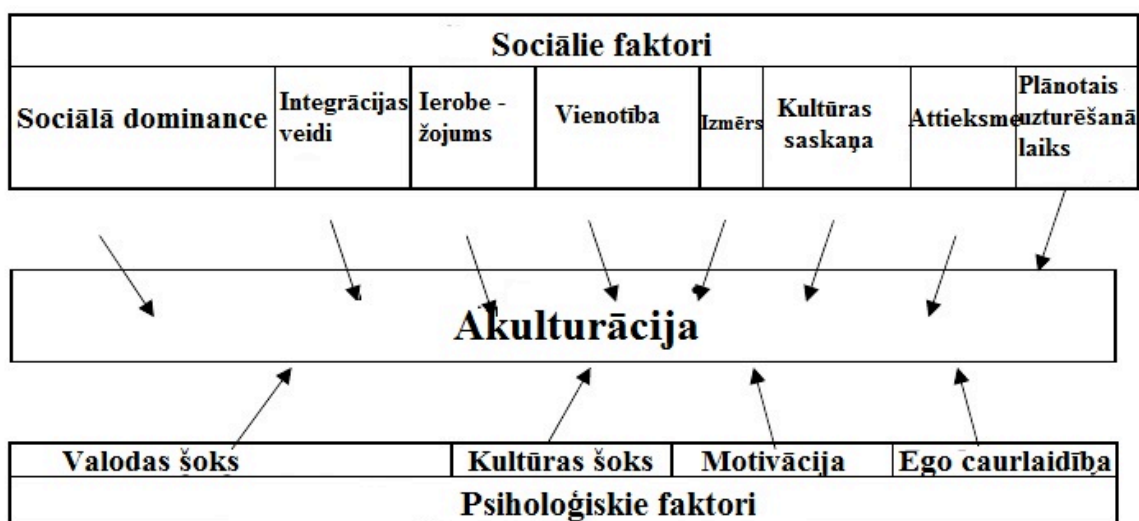 Sociālie faktori
Sociālā dominance
Integrācijas
veidi
Ierobe -
žojums
Vienotība
Izmērs
Kultūras
saskaņa
Attieksme
Plānotais
uzturēšanā
laiks
Akulturācija
Valodas šoks
Kultūras šoks
Motivācija
Ego caurlaidība
Psiholoģiskie faktori